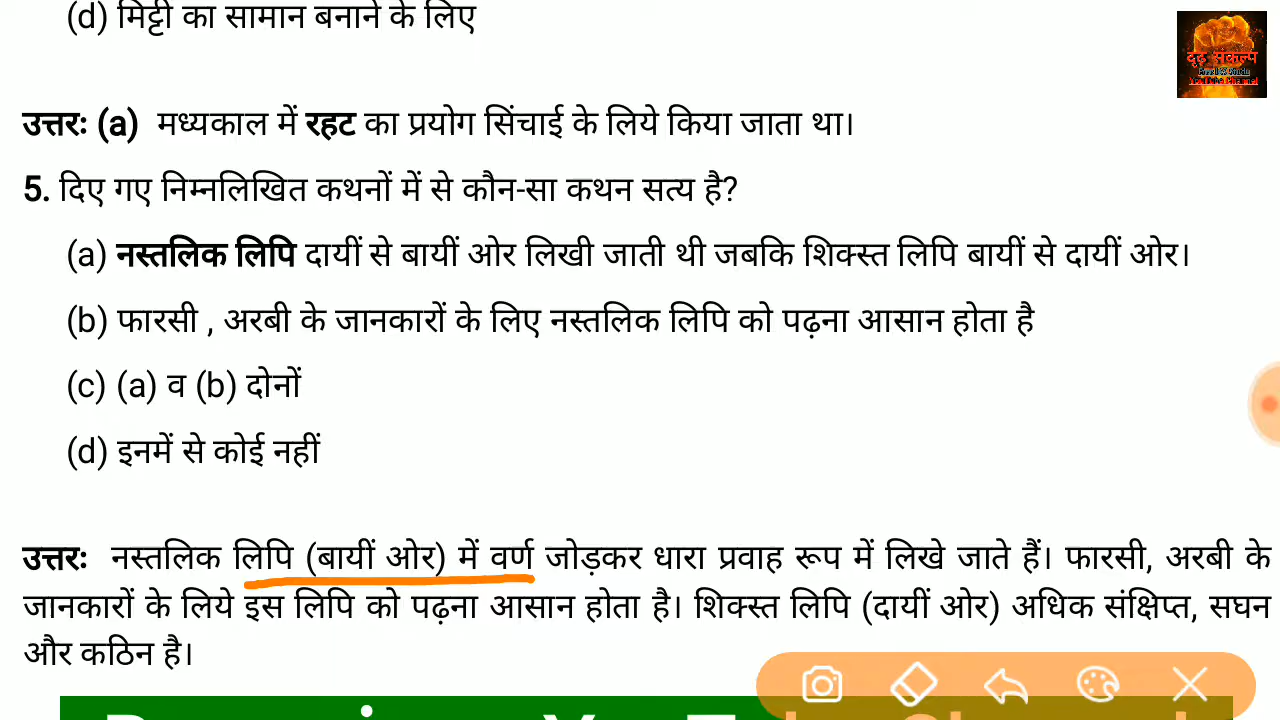 (d) मिट्टी का सामान बनाने के लिए
दृढ़ संकल्प
उत्तरः (a) मध्यकाल में रहट का प्रयोग सिंचाई के लिये किया जाता था।
5. दिए गए निम्नलिखित कथनों में से कौन-सा कथन सत्य है?
(a) नस्तलिक लिपि दायीं से बायीं ओर लिखी जाती थी जबकि शिक्स्त लिपि बायीं से दायीं ओर।
(b) फारसी , अरबी के जानकारों के लिए नस्तलिक लिपि को पढ़ना आसान होता है
(c) (a) व (b) दोनों
(d) इनमें से कोई नहीं
उत्तरः नस्तलिक लिपि (बायीं ओर) में वर्ण जोड़कर धारा प्रवाह रूप में लिखे जाते हैं। फारसी, अरबी के
जानकारों के लिये इस लिपि को पढ़ना आसान होता है। शिक्स्त लिपि (दायीं ओर) अधिक संक्षिप्त, सघन
और कठिन है।